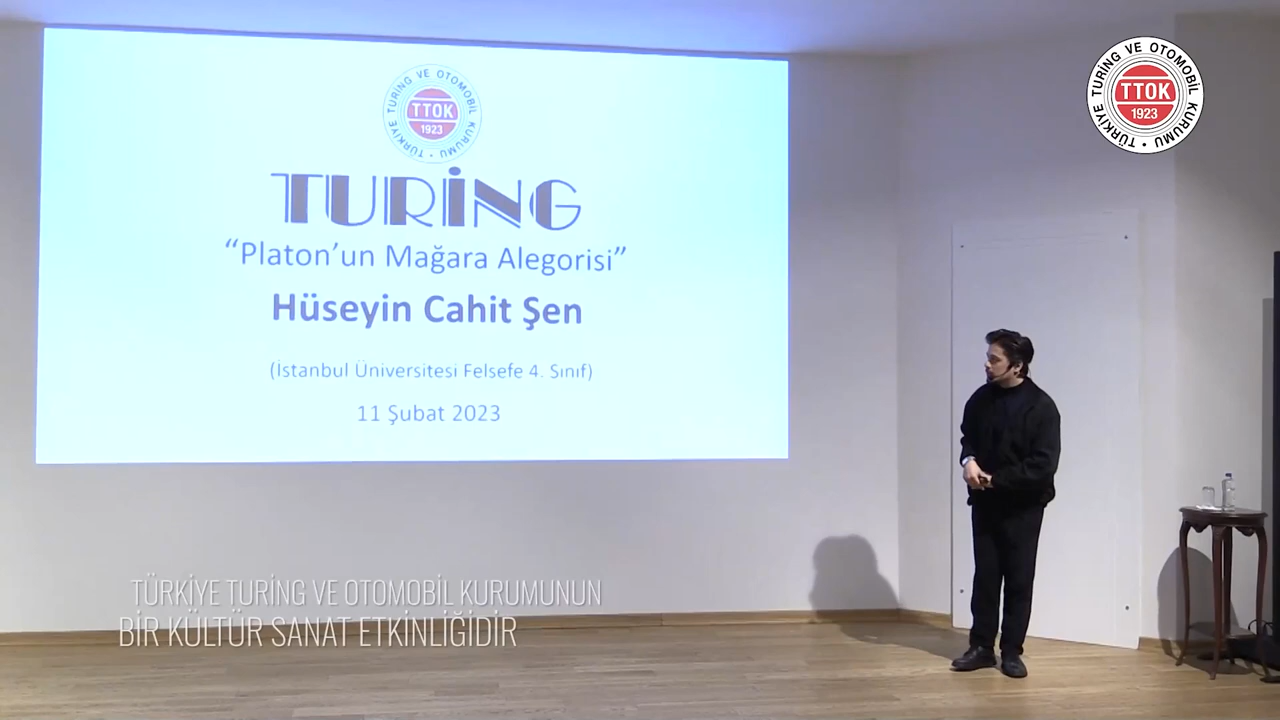 TÜRKİYE TURİNG VE OTOMOBİL KURUMU
TTOK
1923
TURİNG
“Platon’un Mağara Alegorisi”
Hüseyin Cahit Şen
(İstanbul Üniversitesi Felsefe 4. Sınıf)
11 Şubat 2023
TÜRKİYE TURİNG VE OTOMOBİL KURUMU
TTOK
1923
TÜRKİYE TURİNG VE OTOMOBİL KURUMUNUN
BİR KÜLTÜR SANAT ETKİNLİĞİDİR